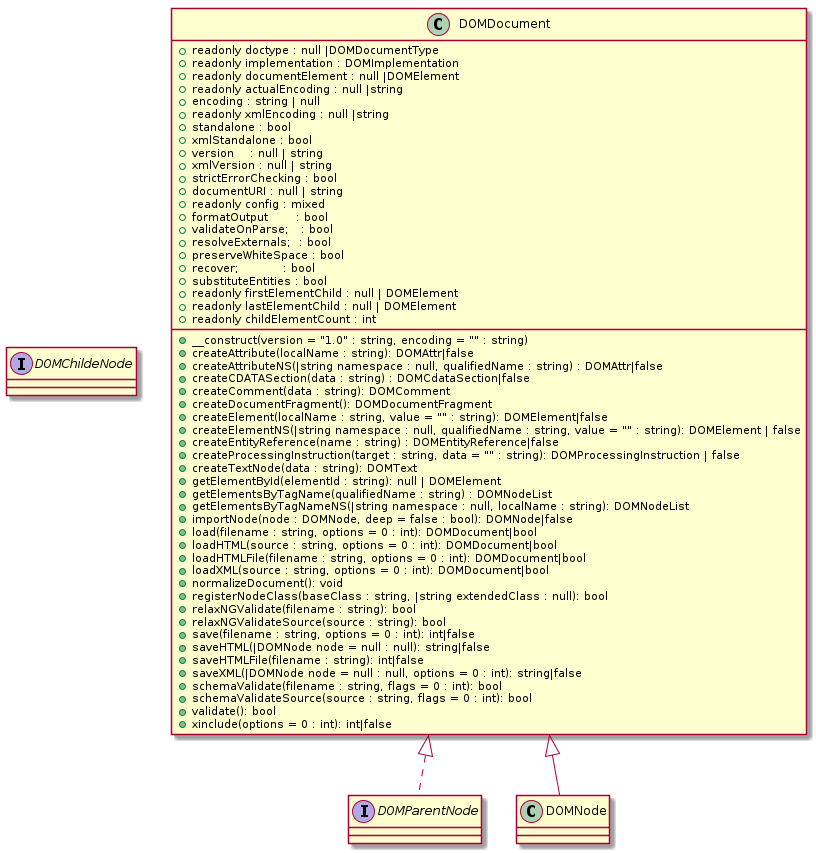 C DOMDocument
readonly doctype : null |DOMDocumentType
readonly implementation : DOMImplementation
readonly documentElement : null |DOMElement
readonly actualEncoding : null |string
encoding : string | null
readonly xmlEncoding : null |string
standalone : bool
xmlStandalone : bool
version : null | string
xmlVersion : null | string
strictErrorChecking : bool
documentURI : null | string
readonly config : mixed
formatOutput : bool
validateOnParse; : bool
resolveExternals; : bool
preserveWhiteSpace : bool
recover; : bool
substituteEntities : bool
readonly firstElementChild : null | DOMElement
readonly lastElementChild : null | DOMElement
readonly childElementCount : int
__construct(version = "1.0" : string, encoding = "" : string)
createAttribute(localName : string): DOMAttr|false
createAttributeNS(|string namespace : null, qualifiedName : string) : DOMAttr|false
createCDATASection(data : string) : DOMCdataSection|false
createComment(data : string): DOMComment
createDocumentFragment(): DOMDocumentFragment
createElement(localName : string, value = "" : string): DOMElement|false
createElementNS(|string namespace : null, qualifiedName : string, value = "" : string): DOMElement | false
createEntityReference(name : string) : DOMEntityReference|false
createProcessingInstruction(target : string, data = "" : string): DOMProcessingInstruction | false
createTextNode(data : string): DOMText
getElementById(elementId : string): null | DOMElement
getElementsByTagName(qualifiedName : string) : DOMNodeList
getElementsByTagNameNS(|string namespace : null, localName : string): DOMNodeList
importNode(node : DOMNode, deep = false : bool): DOMNode|false
load(filename : string, options = 0 : int): DOMDocument|bool
loadHTML(source : string, options = 0 : int): DOMDocument|bool
loadHTMLFile(filename : string, options = 0 : int): DOMDocument|bool
loadXML(source : string, options = 0 : int): DOMDocument|bool
normalizeDocument(): void
registerNodeClass(baseClass : string, |string extendedClass : null): bool
relaxNGValidate(filename : string): bool
relaxNGValidateSource(source : string): bool
save(filename : string, options = 0 : int): int|false
saveHTML(|DOMNode node = null : null): string|false
saveHTMLFile(filename : string): int|false
saveXML(|DOMNode node = null : null, options = 0 : int): string|false
schemaValidate(filename : string, flags = 0 : int): bool
schemaValidateSource(source : string, flags = 0 : int): bool
validate(): bool
xinclude(options = 0 : int): int|false
I DOMChildeNode
I DOMParentNode
C DOMNode